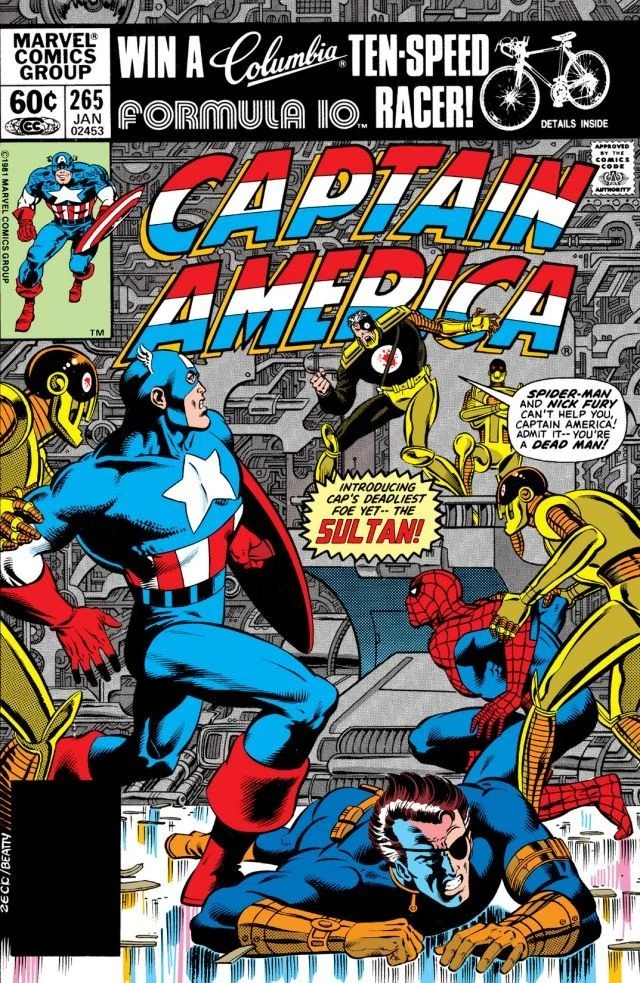 MARVEL®
COMICS
GROUP
60¢ 265
JAN
02453
CC
WIN A Columbia® TEN-SPEED
FORMULA 10™ RACER!
DETAILS INSIDE
©1981 MARVEL COMICS GROUP
TM
APPROVED
BY THE
COMICS
CODE
AUTHORITY
CAPTAIN
AMERICA®
SPIDER-MAN
AND NICK FURY
CAN'T HELP YOU,
CAPTAIN AMERICA!
ADMIT IT-- YOU'RE
A DEAD MAN!
INTRODUCING
CAP'S DEADLIEST
FOE YET-- THE
SULTAN!
ZECK/BEATTY